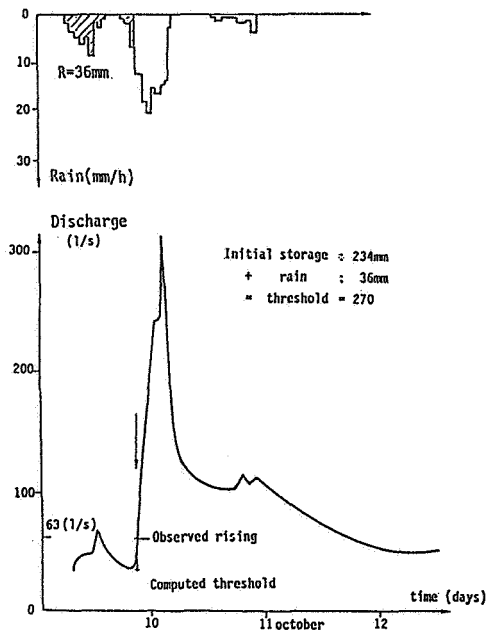 0
10
20
30
R=36mm
Rain(mm/h)
Discharge
(l/s)
300
200
100
0
Initial storage : 234mm
+ rain : 36mm
= threshold = 270
63(l/s)
Observed rising
Computed threshold
time (days)
10
11 october
12